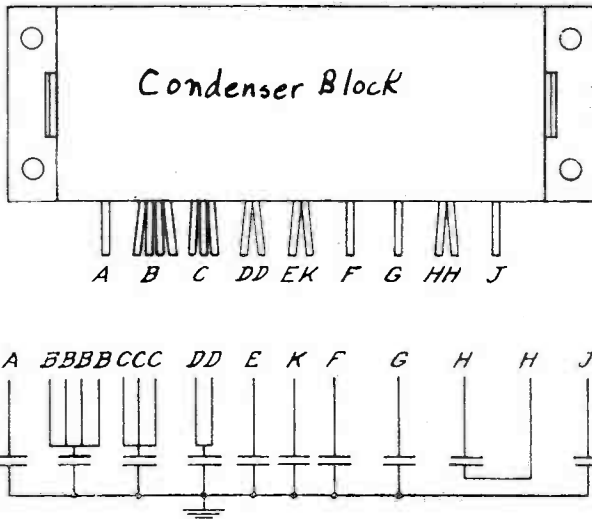 Condenser Block
A B C DD EK F G HH J
A BBBB CCC DD E K F G H H J